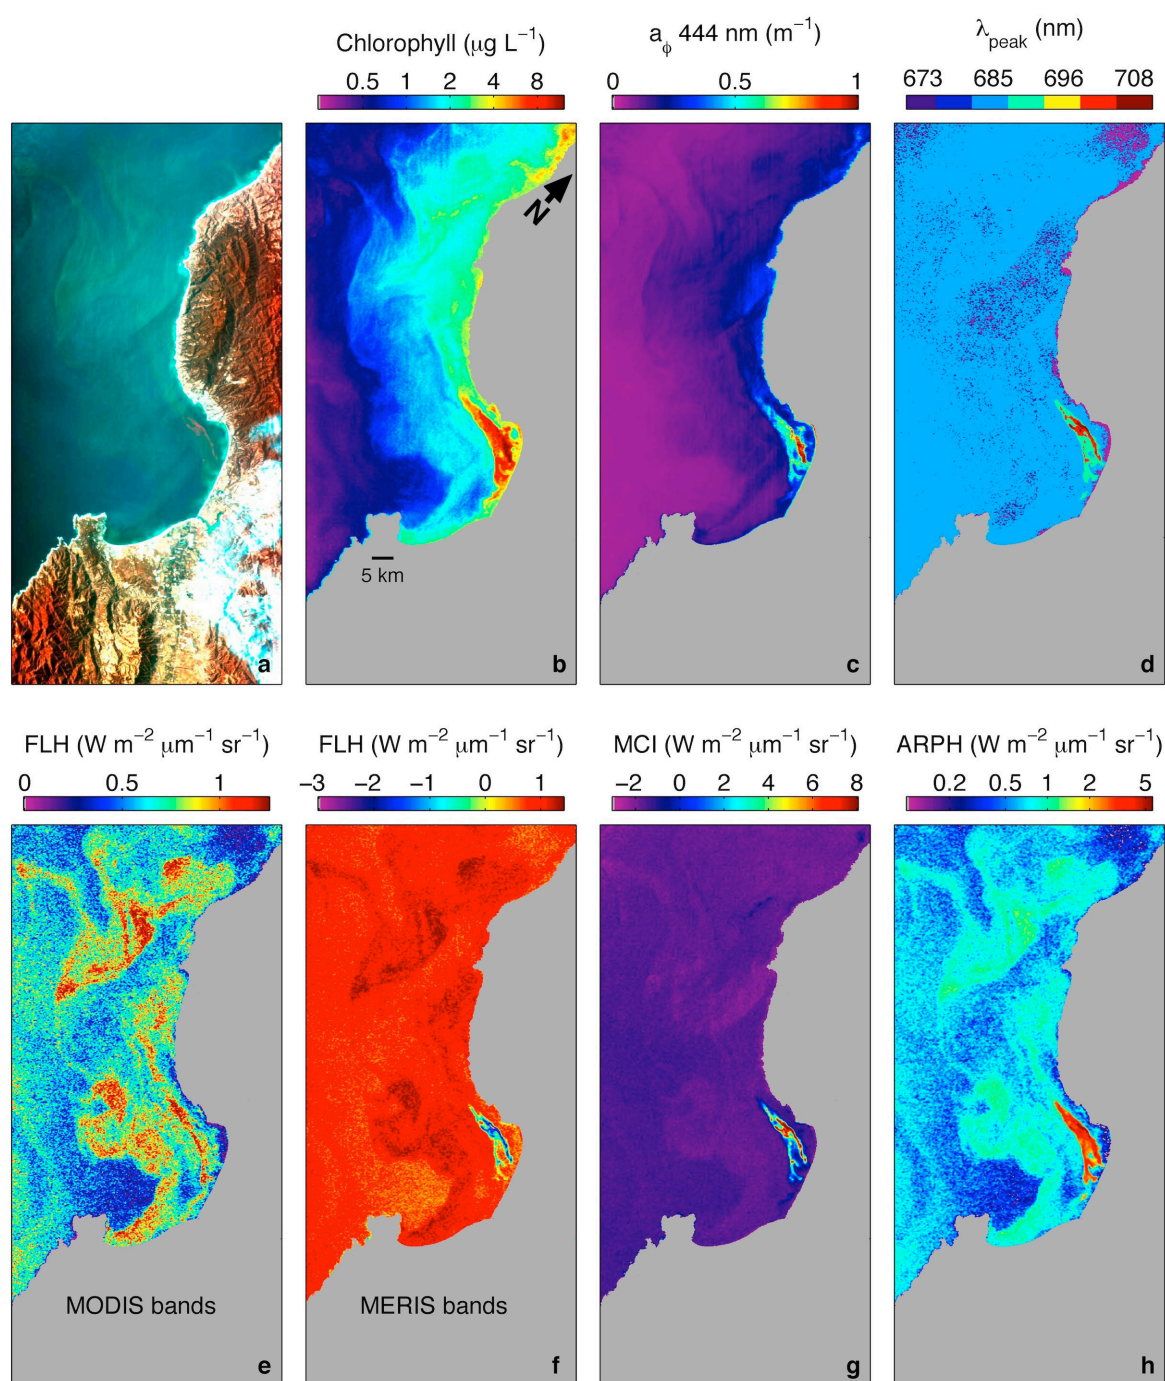 Chlorophyll (μg L⁻¹)
0.5 1 2 4 8
a_ϕ 444 nm (m⁻¹)
0 0.5 1
λ_peak (nm)
673 685 696 708
N
5 km
a
b
c
d
FLH (W m⁻² μm⁻¹ sr⁻¹)
0 0.5 1
FLH (W m⁻² μm⁻¹ sr⁻¹)
−3 −2 −1 0 1
MCI (W m⁻² μm⁻¹ sr⁻¹)
−2 0 2 4 6 8
ARPH (W m⁻² μm⁻¹ sr⁻¹)
0.2 0.5 1 2 5
MODIS bands
MERIS bands
e
f
g
h